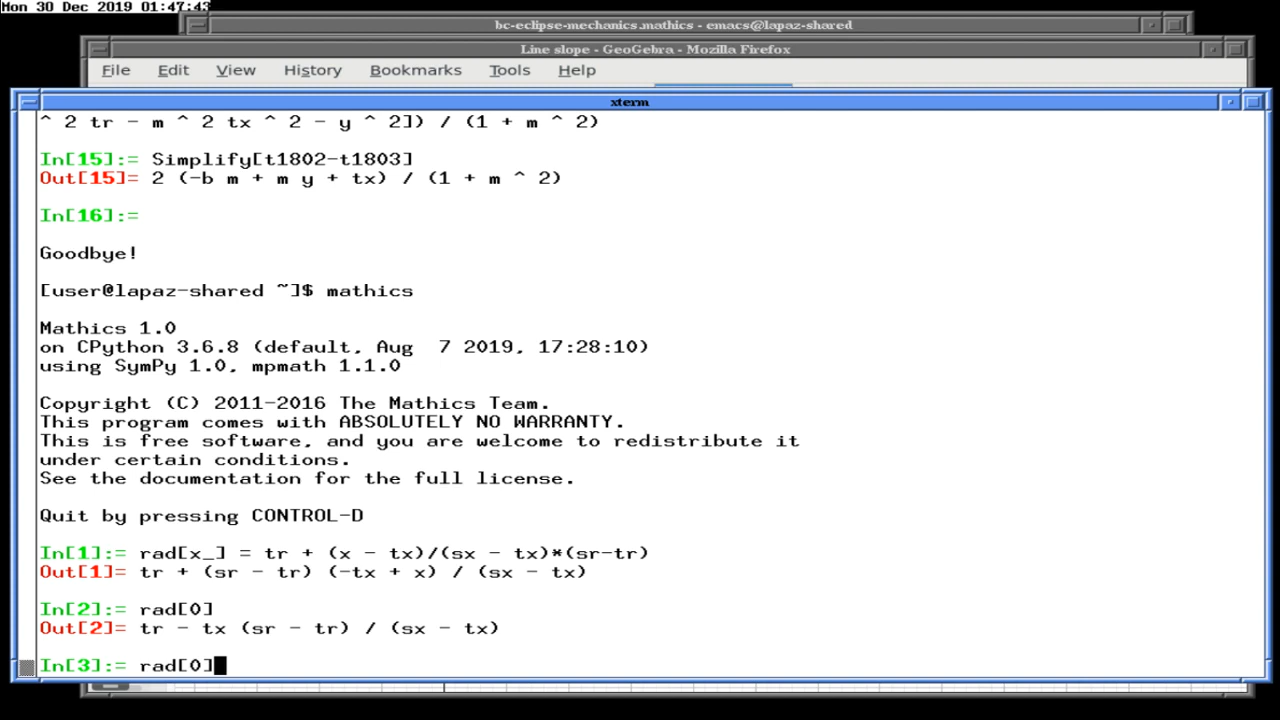 Mon 30 Dec 2019 01:47:43
bc-eclipse-mechanics.mathics - emacs@lapaz-shared
Line slope - GeoGebra - Mozilla Firefox
File Edit View History Bookmarks Tools Help
xterm
^ 2 tr - m ^ 2 tx ^ 2 - y ^ 2]) / (1 + m ^ 2)
In[15]:= Simplify[t1802-t1803]
Out[15]= 2 (-b m + m y + tx) / (1 + m ^ 2)
In[16]:=
Goodbye!
[user@lapaz-shared ~]$ mathics
Mathics 1.0
on CPython 3.6.8 (default, Aug  7 2019, 17:28:10)
using SymPy 1.0, mpmath 1.1.0
Copyright (C) 2011-2016 The Mathics Team.
This program comes with ABSOLUTELY NO WARRANTY.
This is free software, and you are welcome to redistribute it
under certain conditions.
See the documentation for the full license.
Quit by pressing CONTROL-D
In[1]:= rad[x_] = tr + (x - tx)/(sx - tx)*(sr-tr)
Out[1]= tr + (sr - tr) (-tx + x) / (sx - tx)
In[2]:= rad[0]
Out[2]= tr - tx (sr - tr) / (sx - tx)
In[3]:= rad[0]